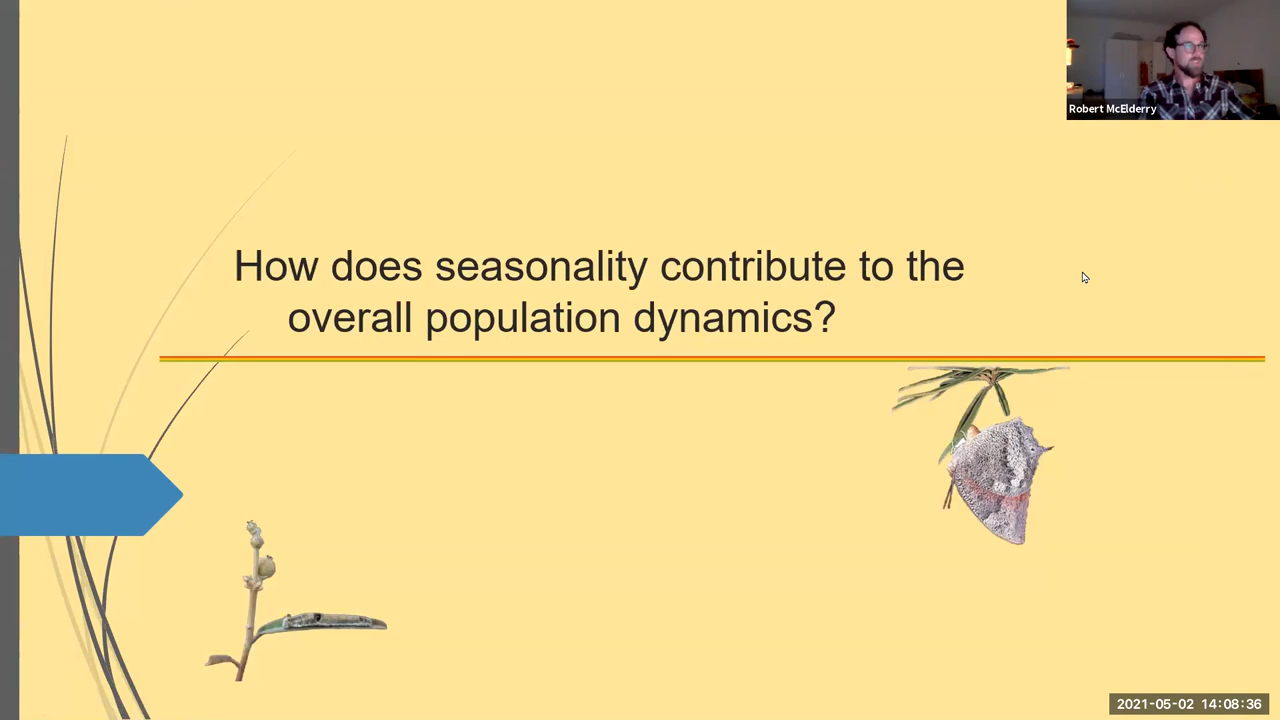 Robert McElderry
How does seasonality contribute to the
overall population dynamics?
2021-05-02 14:08:36